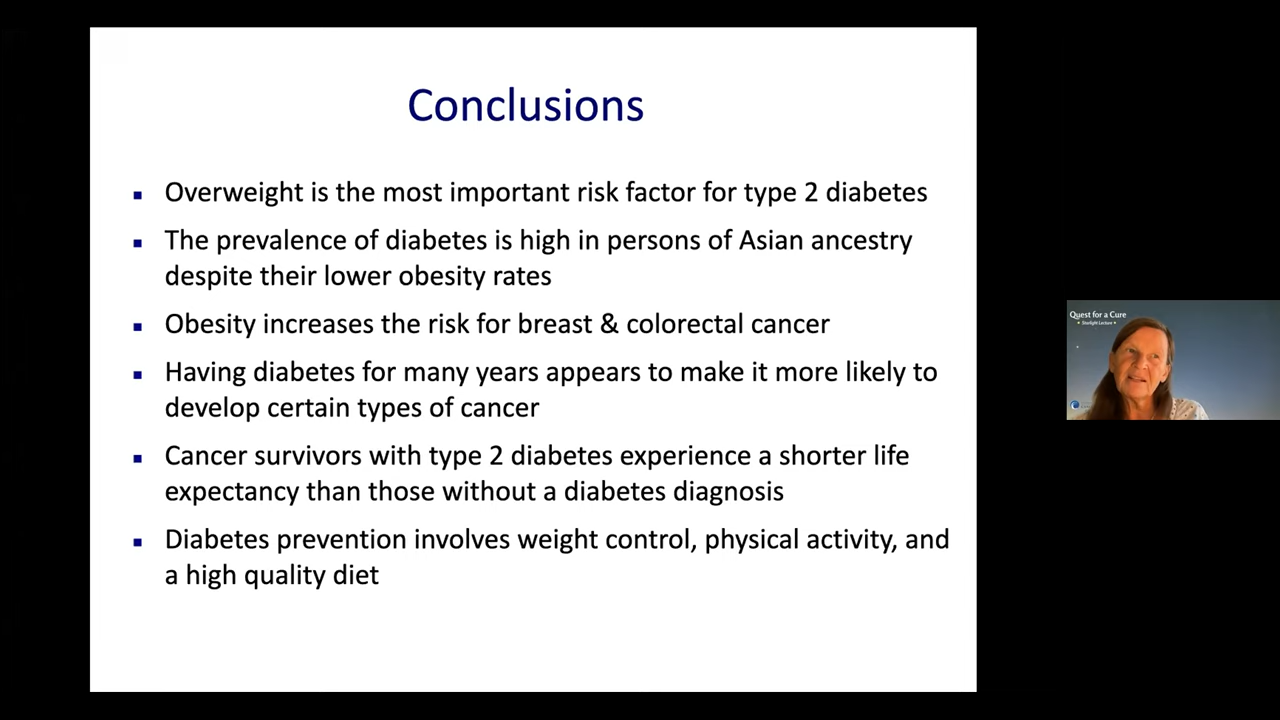 Conclusions
Overweight is the most important risk factor for type 2 diabetes
The prevalence of diabetes is high in persons of Asian ancestry
despite their lower obesity rates
Obesity increases the risk for breast & colorectal cancer
Having diabetes for many years appears to make it more likely to
develop certain types of cancer
Cancer survivors with type 2 diabetes experience a shorter life
expectancy than those without a diabetes diagnosis
Diabetes prevention involves weight control, physical activity, and
a high quality diet
Quest for a Cure
Starlight Lecture